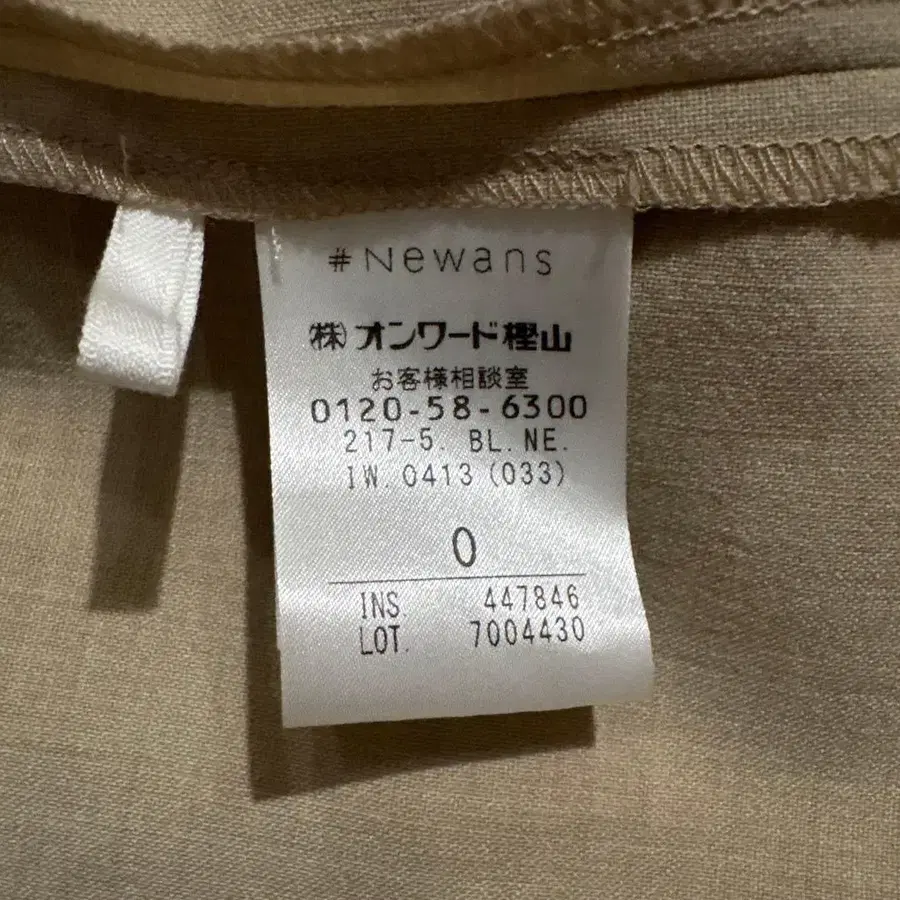 #Newans
㈱オンワード樫山
お客様相談室
0120-58-6300
217-5. BL.NE.
IW.0413(033)
0
INS 447846
LOT. 7004430